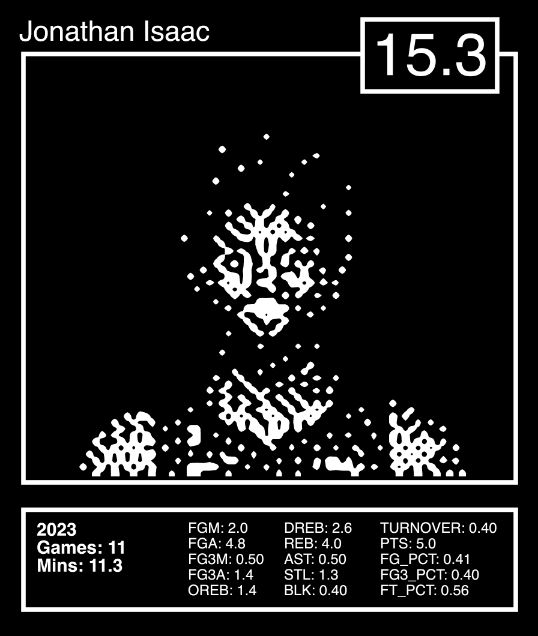 Jonathan Isaac
15.3
2023
Games: 11
Mins: 11.3
FGM: 2.0
FGA: 4.8
FG3M: 0.50
FG3A: 1.4
OREB: 1.4
DREB: 2.6
REB: 4.0
AST: 0.50
STL: 1.3
BLK: 0.40
TURNOVER: 0.40
PTS: 5.0
FG_PCT: 0.41
FG3_PCT: 0.40
FT_PCT: 0.56